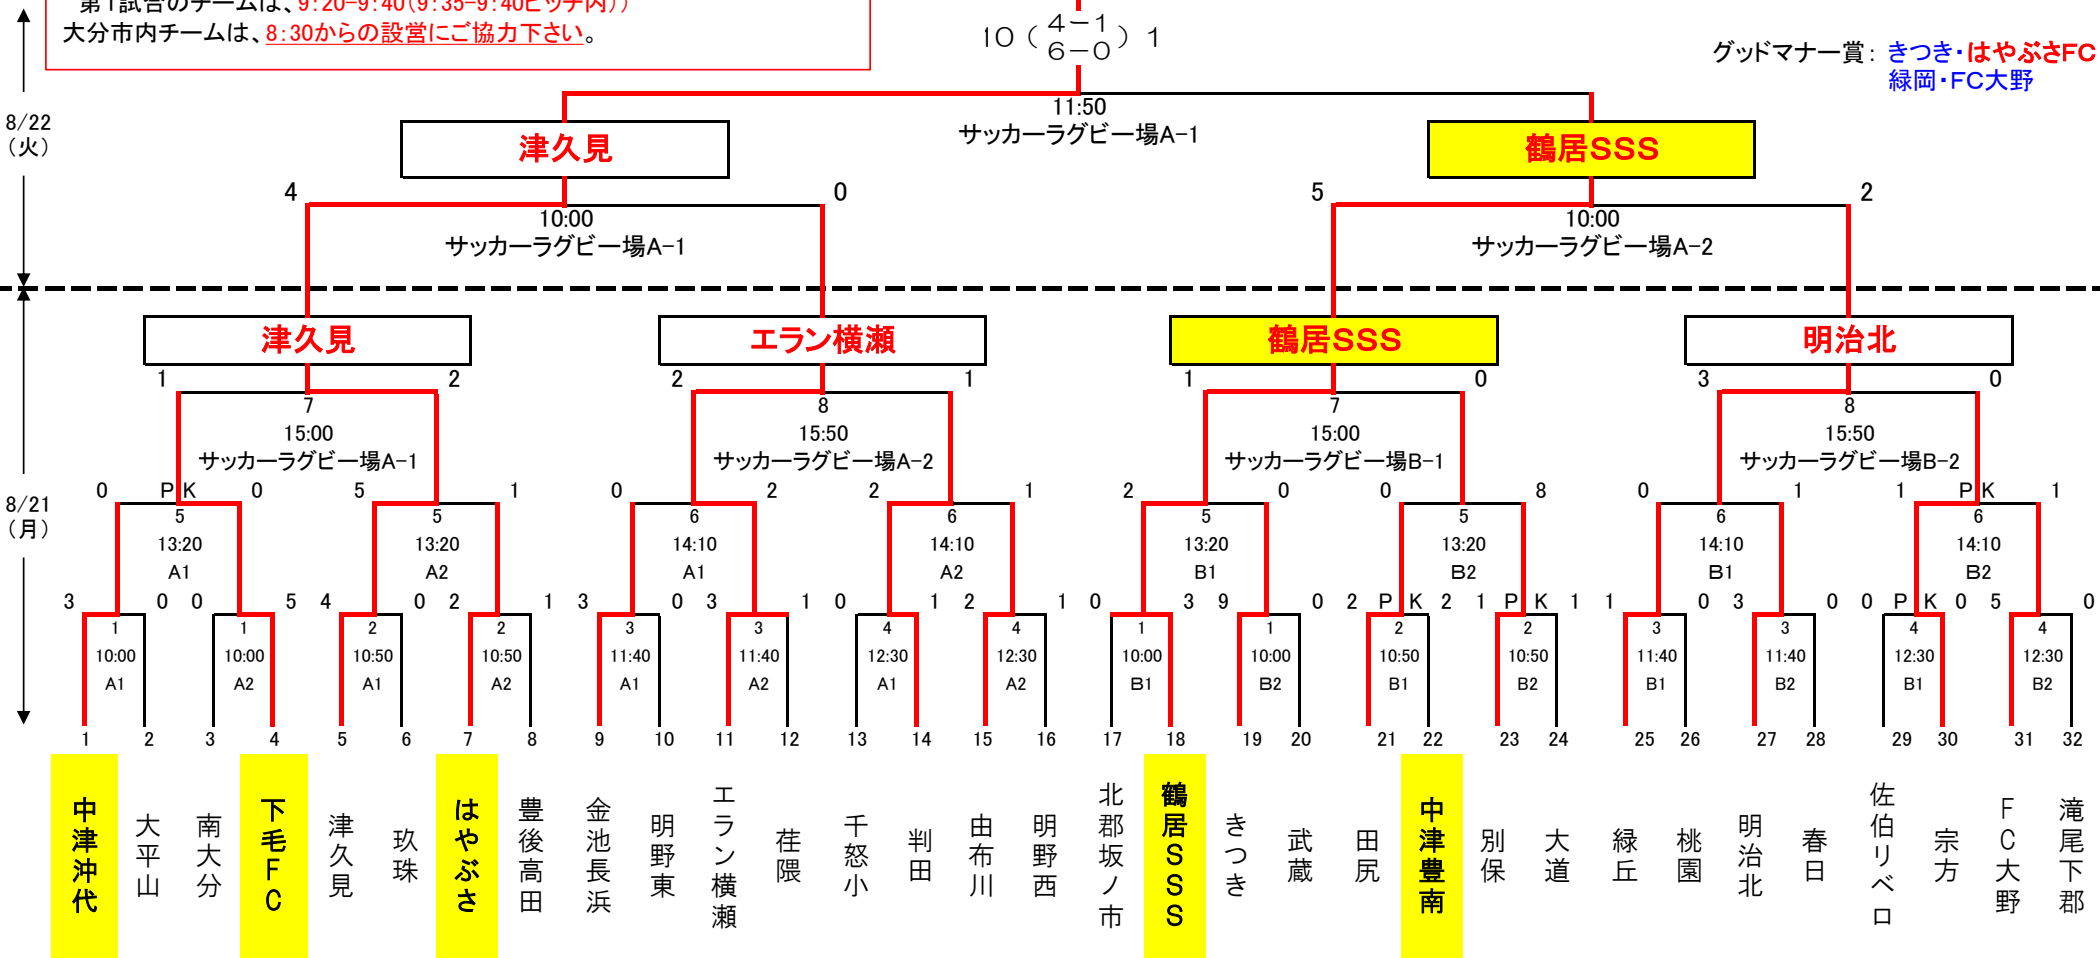 第1試合のチームは、9:20-9:40(9:35-9:40ピッチ内))
大分市内チームは、8:30からの設営にご協力下さい。
10 ( 4-1 6-0 ) 1
グッドマナー賞: きつき・はやぶさFC
緑岡・FC大野
8/22
(火)
11:50
サッカーラグビー場A-1
津久見
鶴居SSS
4 0 5 2
10:00 10:00
サッカーラグビー場A-1 サッカーラグビー場A-2
津久見 エラン横瀬 鶴居SSS 明治北
1 2 2 1 1 0 3 0
7 8 7 8
15:00 15:50 15:00 15:50
サッカーラグビー場A-1 サッカーラグビー場A-2 サッカーラグビー場B-1 サッカーラグビー場B-2
8/21
(月)
0 PK 0 5 1 0 2 2 1 2 0 0 8 0 1 1 PK 1
5 5 6 6 5 5 6 6
13:20 13:20 14:10 14:10 13:20 13:20 14:10 14:10
A1 A2 A1 A2 B1 B2 B1 B2
3 0 0 5 4 0 2 1 3 0 3 1 0 1 2 1 0 3 9 0 2 PK 2 1 PK 1 1 0 3 0 0 PK 0 5 0
1 1 2 2 3 3 4 4 1 1 2 2 3 3 4 4
10:00 10:00 10:50 10:50 11:40 11:40 12:30 12:30 10:00 10:00 10:50 10:50 11:40 11:40 12:30 12:30
A1 A2 A1 A2 A1 A2 A1 A2 B1 B2 B1 B2 B1 B2 B1 B2
1 2 3 4 5 6 7 8 9 10 11 12 13 14 15 16 17 18 19 20 21 22 23 24 25 26 27 28 29 30 31 32
中津沖代
大平山
南大分
下毛FC
津久見
玖珠
はやぶさ
豊後高田
金池長浜
明野東
エラン横瀬
荏隈
千怒小
判田
由布川
明野西
北郡坂ノ市
鶴居SSS
きつき
武蔵
田尻
中津豊南
別保
大道
緑丘
桃園
明治北
春日
佐伯リベロ
宗方
FC大野
滝尾下郡